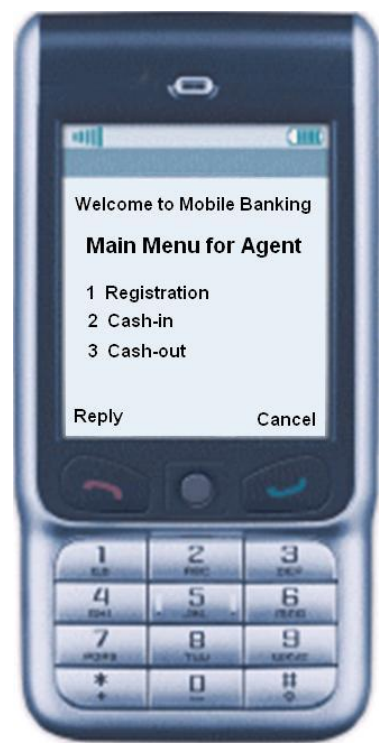 Welcome to Mobile Banking
Main Menu for Agent
1 Registration
2 Cash-in
3 Cash-out
Reply Cancel
1 2 3
4 5 6
7 8 9
* 0 #